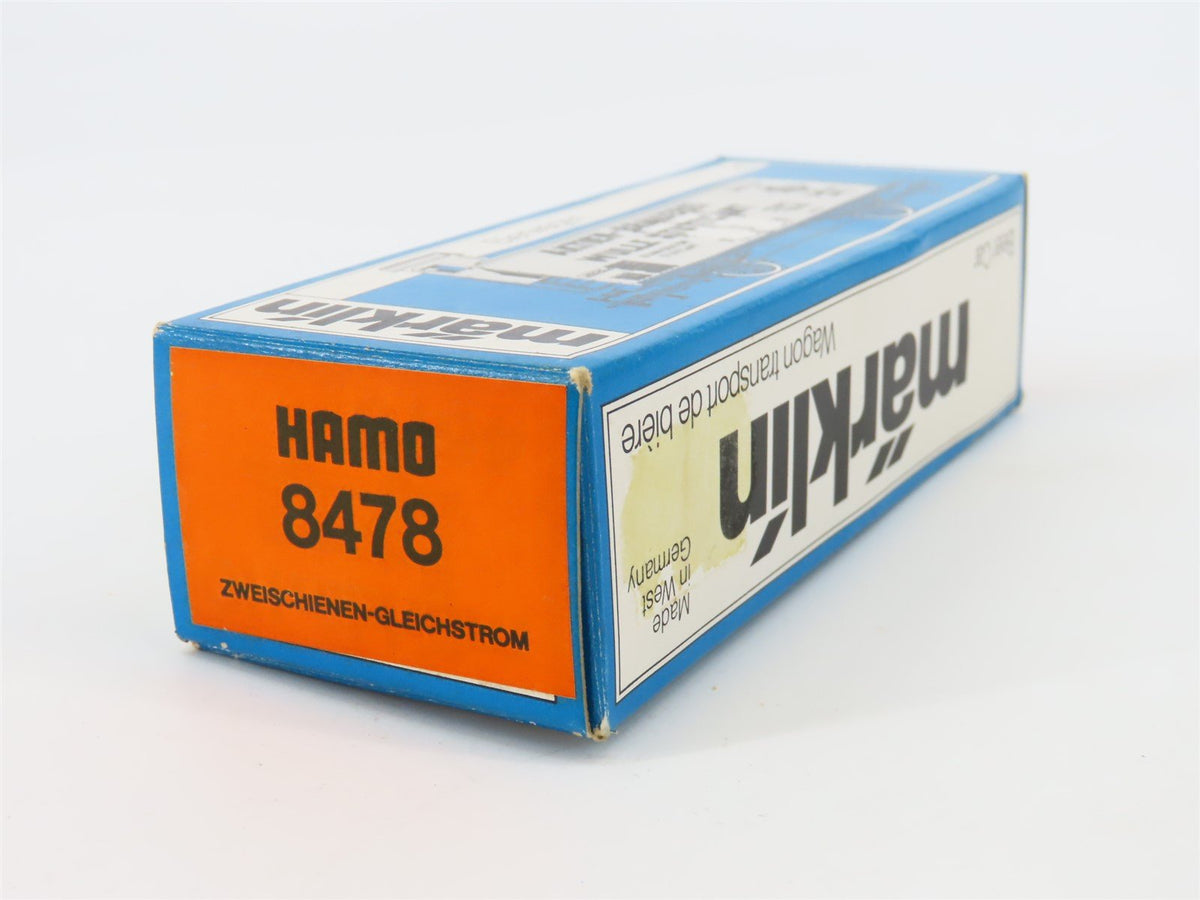 HAMO
8478
ZWEISCHIENEN-GLEICHSTROM
märklin
märklin
Wagon transport de bière
Beer Car
Made
in West
Germany